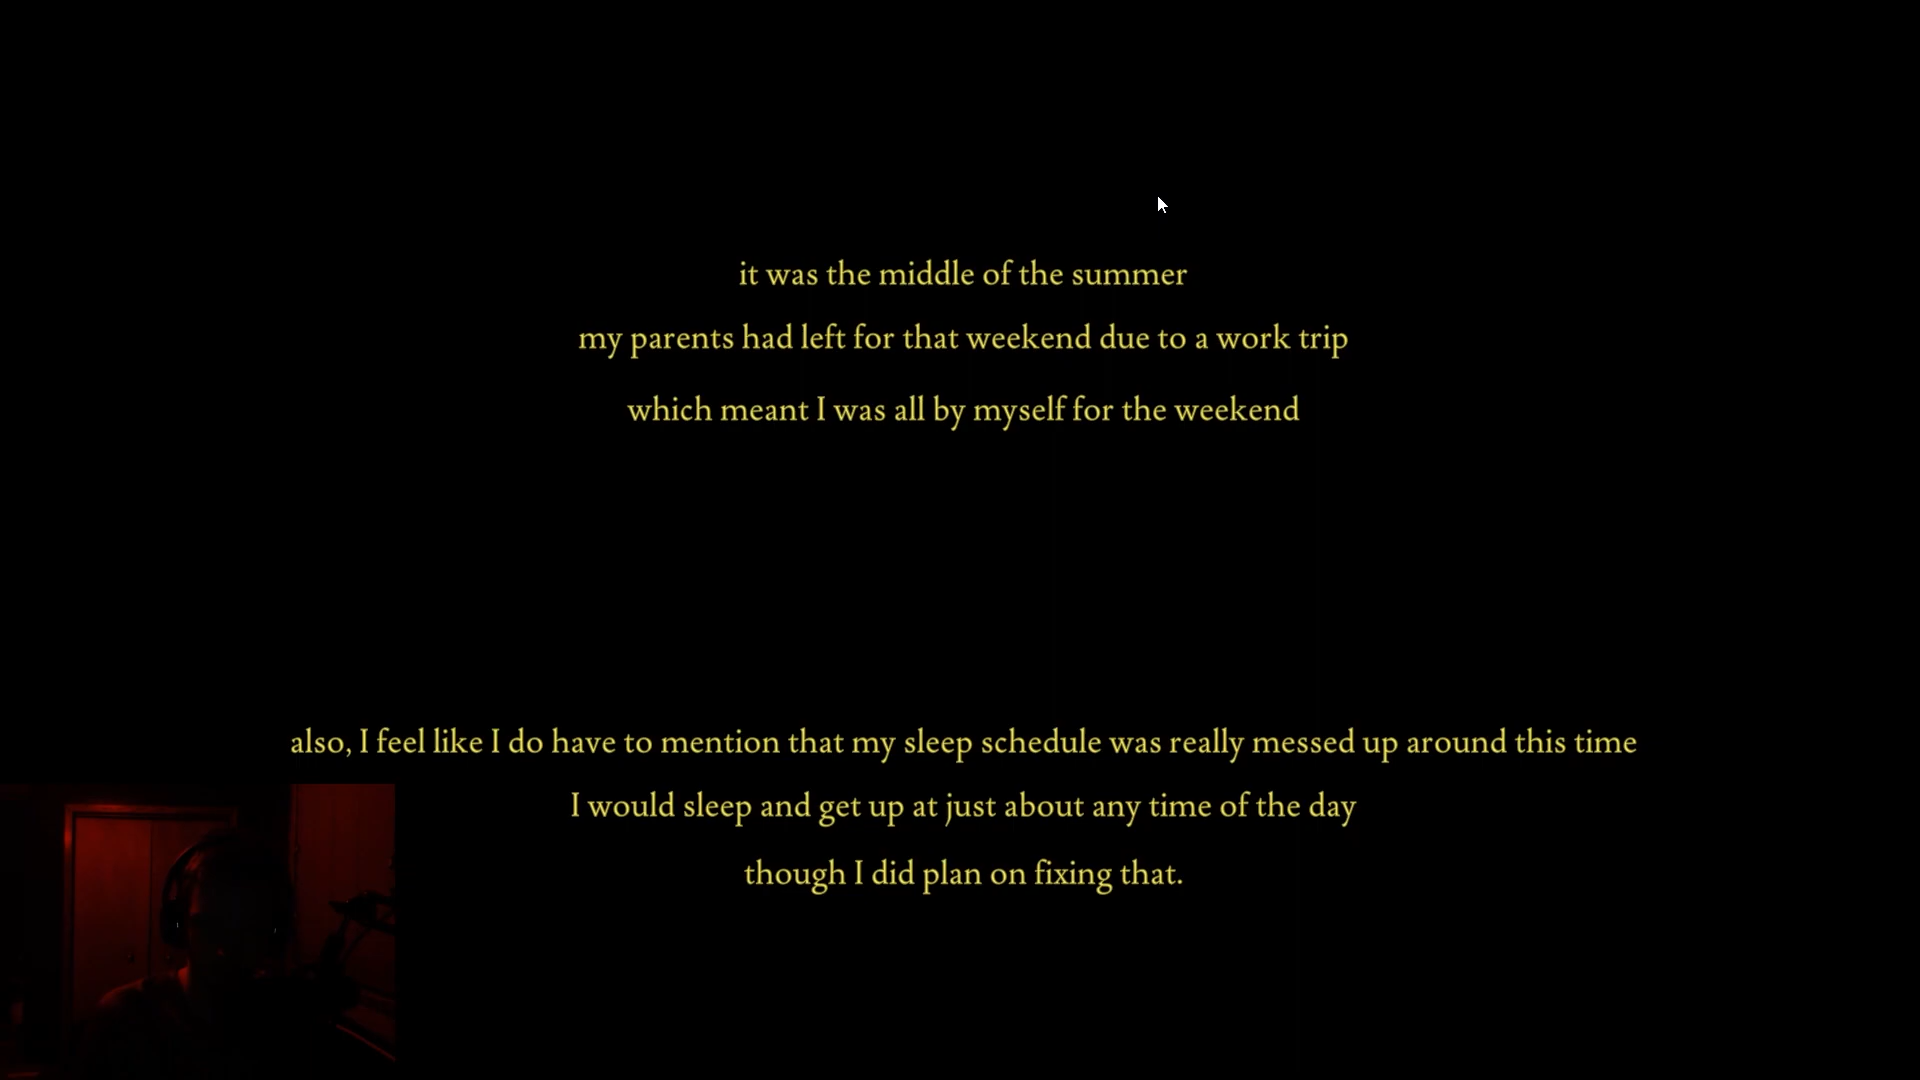 it was the middle of the summer
my parents had left for that weekend due to a work trip
which meant I was all by myself for the weekend
also, I feel like I do have to mention that my sleep schedule was really messed up around this time
I would sleep and get up at just about any time of the day
though I did plan on fixing that.